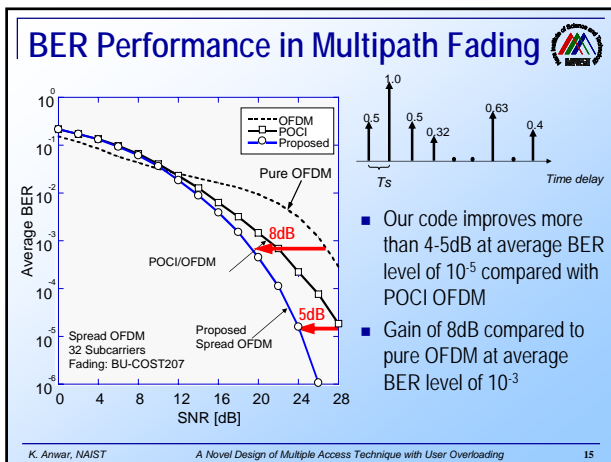 BER Performance in Multipath Fading
NAIST
10^0
10^-1
10^-2
10^-3
10^-4
10^-5
10^-6
Average BER
0 4 8 12 16 20 24 28
SNR [dB]
OFDM
POCI
Proposed
Pure OFDM
8dB
POCI/OFDM
5dB
Proposed
Spread OFDM
Spread OFDM
32 Subcarriers
Fading: BU-COST207
1.0
0.5
0.5
0.32
0.63
0.4
Ts
Time delay
■ Our code improves more
than 4-5dB at average BER
level of 10^-5 compared with
POCI OFDM
■ Gain of 8dB compared to
pure OFDM at average
BER level of 10^-3
K. Anwar, NAIST A Novel Design of Multiple Access Technique with User Overloading 15